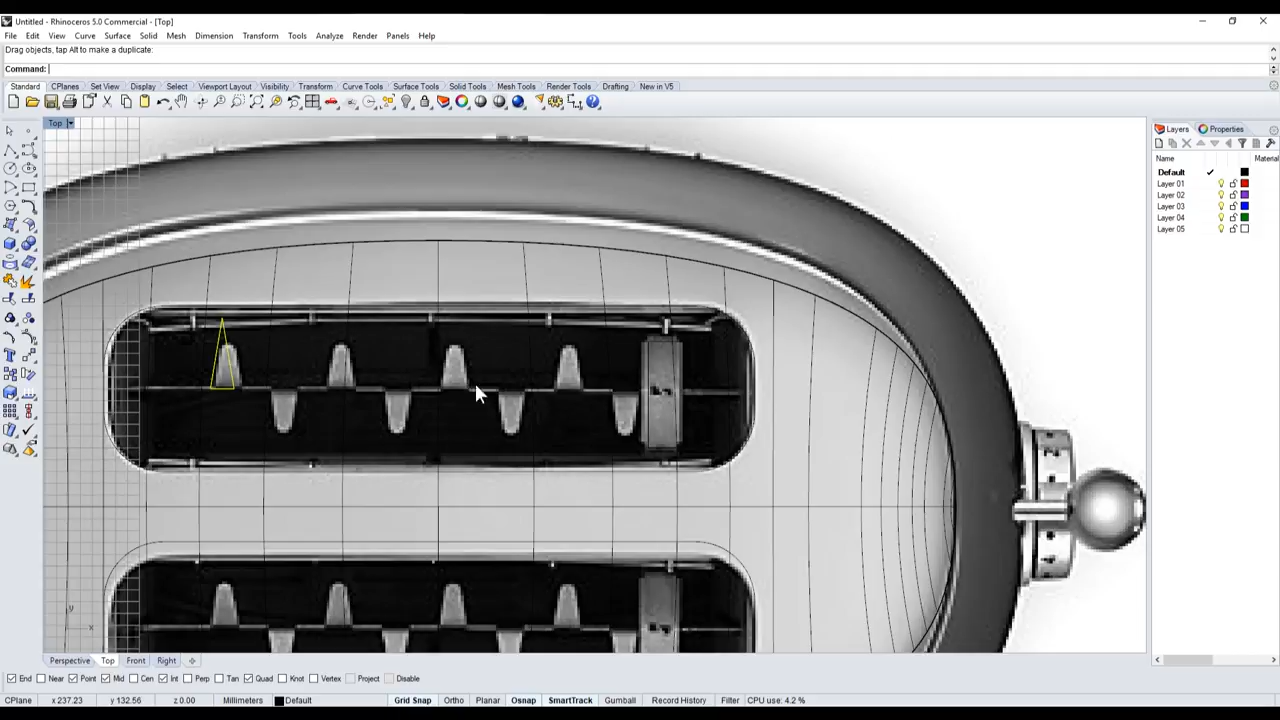 Untitled - Rhinoceros 5.0 Commercial - [Top]
File Edit View Curve Surface Solid Mesh Dimension Transform Tools Analyze Render Panels Help
Drag objects, tap Alt to make a duplicate:
Command:
Standard CPlanes Set View Display Select Viewport Layout Visibility Transform Curve Tools Surface Tools Solid Tools Mesh Tools Render Tools Drafting New in V5
Top
Layers Properties
Name Material
Default
Layer 01
Layer 02
Layer 03
Layer 04
Layer 05
y
x
Perspective Top Front Right
End Near Point Mid Cen Int Perp Tan Quad Knot Vertex Project Disable
CPlane x 237.23 y 132.56 z 0.00 Millimeters Default Grid Snap Ortho Planar Osnap SmartTrack Gumball Record History Filter CPU use: 4.2 %